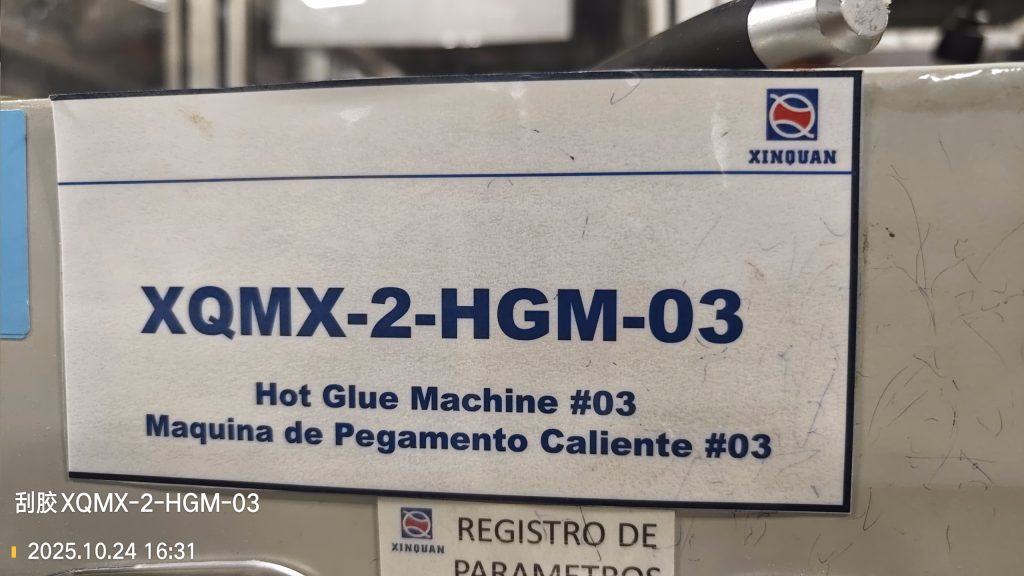 XINQUAN
XQMX-2-HGM-03
Hot Glue Machine #03
Maquina de Pegamento Caliente #03
刮胶XQMX-2-HGM-03
2025.10.24 16:31
XINQUAN
REGISTRO DE
PARAMETROS